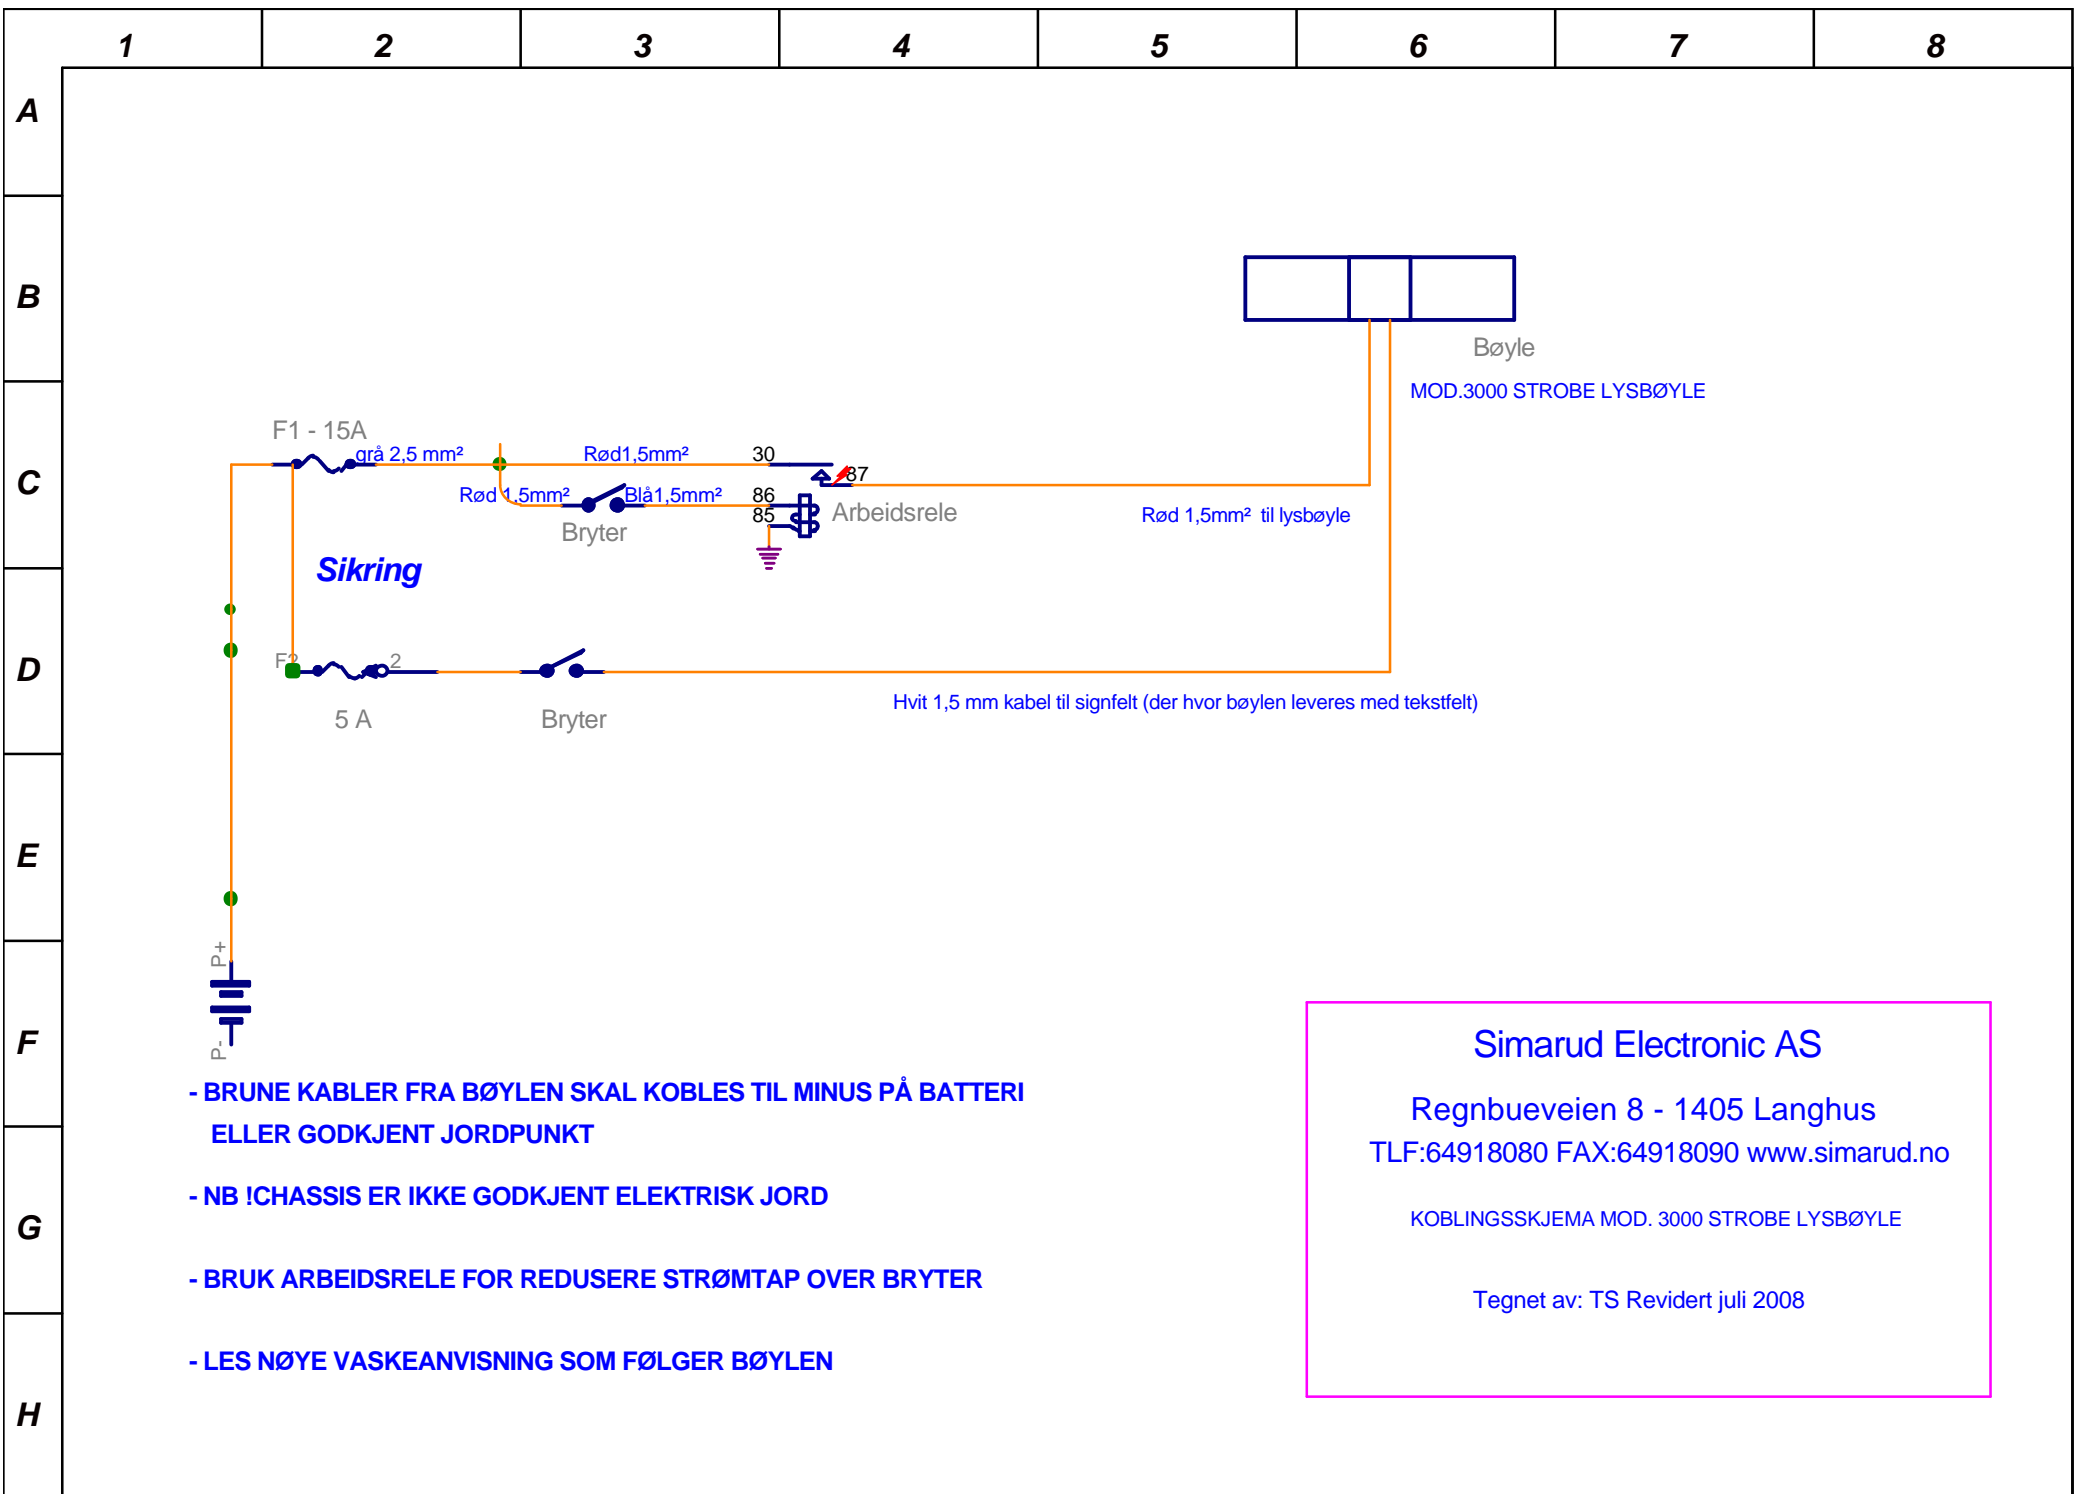 1 2 3 4 5 6 7 8
A
B
Bøyle
MOD.3000 STROBE LYSBØYLE
F1 - 15A
grå 2,5 mm² Rød1,5mm² 30
C
87
Rød 1,5mm² Blå1,5mm² 86
85 Arbeidsrele Rød 1,5mm² til lysbøyle
Bryter
Sikring
D
F2 2
Hvit 1,5 mm kabel til signfelt (der hvor bøylen leveres med tekstfelt)
5 A Bryter
E
P+
F
P-
- BRUNE KABLER FRA BØYLEN SKAL KOBLES TIL MINUS PÅ BATTERI
ELLER GODKJENT JORDPUNKT
- NB !CHASSIS ER IKKE GODKJENT ELEKTRISK JORD
G
- BRUK ARBEIDSRELE FOR REDUSERE STRØMTAP OVER BRYTER
- LES NØYE VASKEANVISNING SOM FØLGER BØYLEN
H
Simarud Electronic AS
Regnbueveien 8 - 1405 Langhus
TLF:64918080 FAX:64918090 www.simarud.no
KOBLINGSSKJEMA MOD. 3000 STROBE LYSBØYLE
Tegnet av: TS Revidert juli 2008